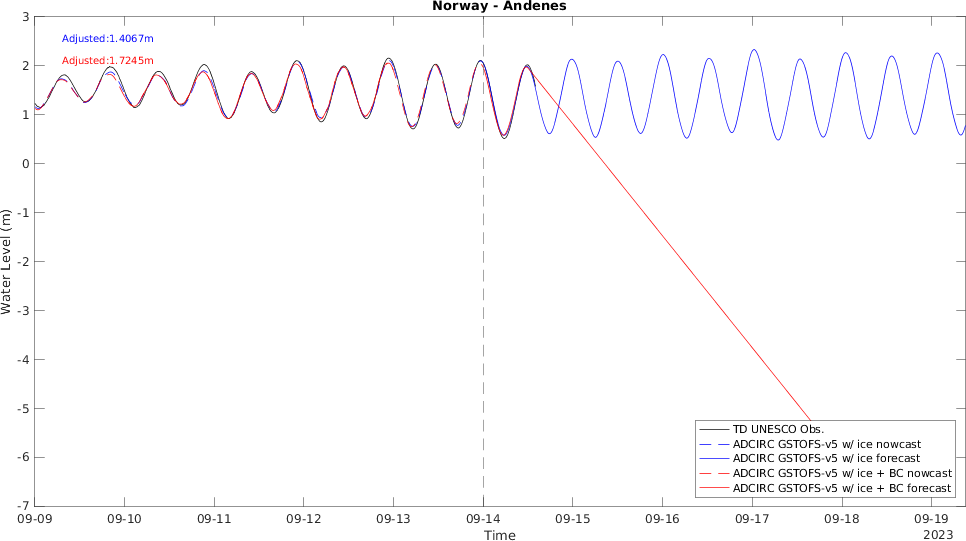 Norway - Andenes
Adjusted:1.4067m
Adjusted:1.7245m
3
2
1
0
-1
-2
-3
-4
-5
-6
-7
Water Level (m)
TD UNESCO Obs.
ADCIRC GSTOFS-v5 w/ ice nowcast
ADCIRC GSTOFS-v5 w/ ice forecast
ADCIRC GSTOFS-v5 w/ ice + BC nowcast
ADCIRC GSTOFS-v5 w/ ice + BC forecast
09-09 09-10 09-11 09-12 09-13 09-14 09-15 09-16 09-17 09-18 09-19
Time
2023